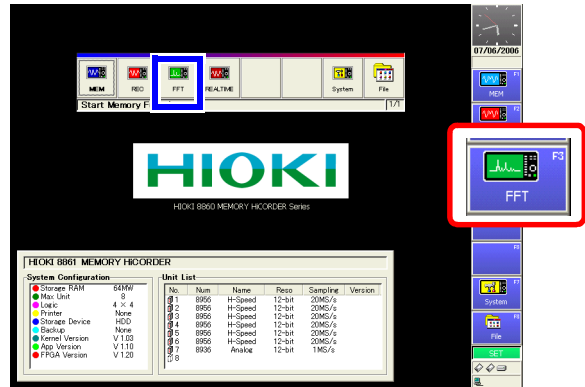 07/06/2006
F1
MEM
F2
MEM
REC
FFT
REALTIME
System
File
Start Memory F
1/1
F3
FFT
HIOKI
HIOKI 8860 MEMORY HiCORDER Series
HIOKI 8861 MEMORY HiCORDER
System Configuration
Storage RAM 64MW
Max Unit 8
Logic 4 × 4
Printer None
Storage Device HDD
Backup None
Kernel Version V 1.03
App Version V 1.10
FPGA Version V 1.20
Unit List
No. Num Name Reso Sampling Version
1 8956 H-Speed 12-bit 20MS/s
2 8956 H-Speed 12-bit 20MS/s
3 8956 H-Speed 12-bit 20MS/s
4 8956 H-Speed 12-bit 20MS/s
5 8956 H-Speed 12-bit 20MS/s
6 8956 H-Speed 12-bit 20MS/s
7 8936 Analog 12-bit 1MS/s
8
F7
System
File
SET